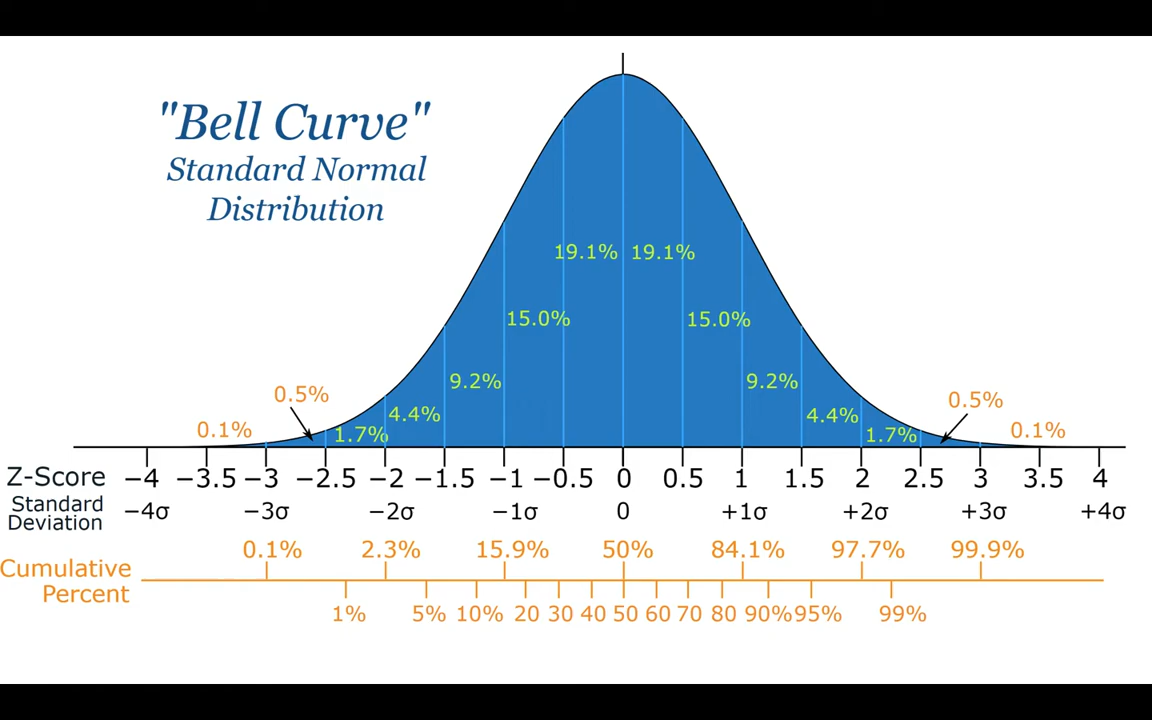 "Bell Curve"
Standard Normal
Distribution
19.1% 19.1%
15.0% 15.0%
9.2% 9.2%
0.5% 0.5%
4.4% 4.4%
0.1% 1.7% 1.7% 0.1%
Z-Score −4 −3.5 −3 −2.5 −2 −1.5 −1 −0.5 0 0.5 1 1.5 2 2.5 3 3.5 4
Standard
Deviation −4σ −3σ −2σ −1σ 0 +1σ +2σ +3σ +4σ
0.1% 2.3% 15.9% 50% 84.1% 97.7% 99.9%
Cumulative
Percent
1% 5% 10% 20 30 40 50 60 70 80 90% 95% 99%